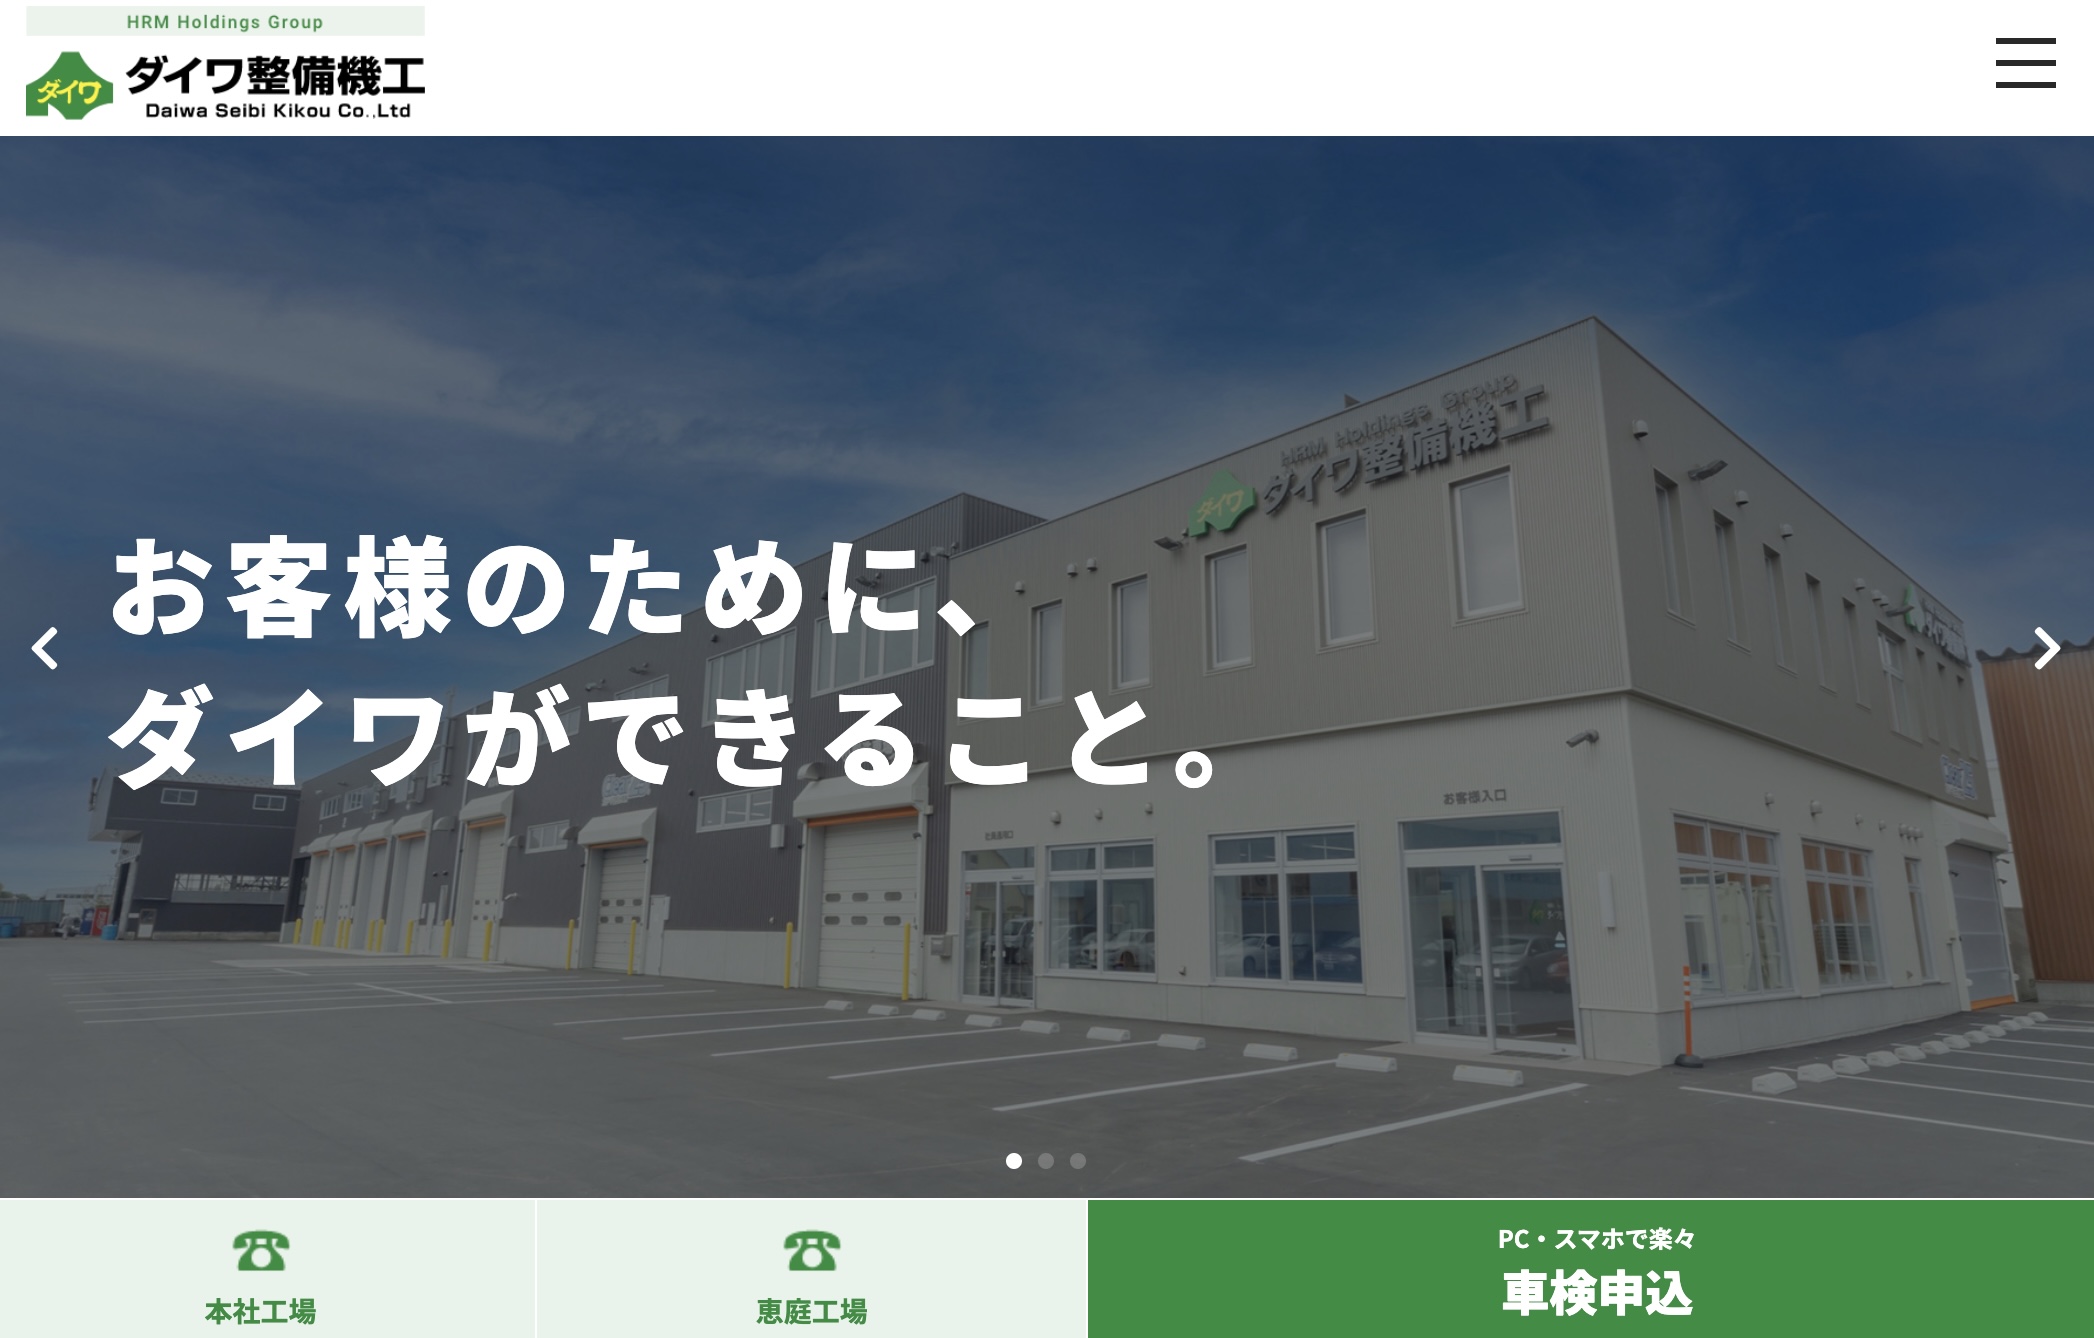 HRM Holdings Group
ダイワ
ダイワ整備機工
Daiwa Seibi Kikou Co.,Ltd
HRM Holdings Group
ダイワ
ダイワ整備機工
お客様のために、
ダイワができること。
お客様入口
本社工場
恵庭工場
PC・スマホで楽々
車検申込